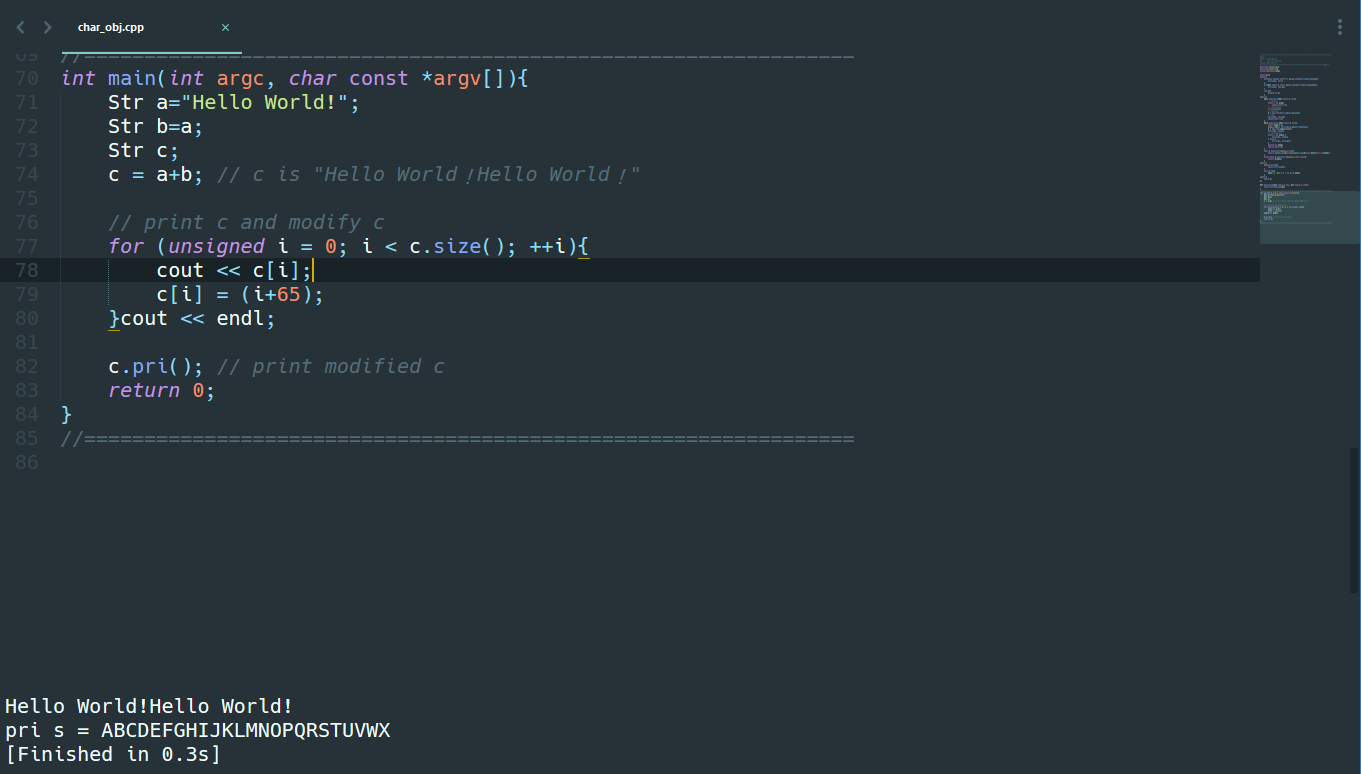 char_obj.cpp ×
69 //================================================================
70 int main(int argc, char const *argv[]){
71     Str a="Hello World!";
72     Str b=a;
73     Str c;
74     c = a+b; // c is "Hello World！Hello World！"
75
76     // print c and modify c
77     for (unsigned i = 0; i < c.size(); ++i){
78         cout << c[i];
79         c[i] = (i+65);
80     }cout << endl;
81
82     c.pri(); // print modified c
83     return 0;
84 }
85 //================================================================
86
Hello World!Hello World!
pri s = ABCDEFGHIJKLMNOPQRSTUVWX
[Finished in 0.3s]